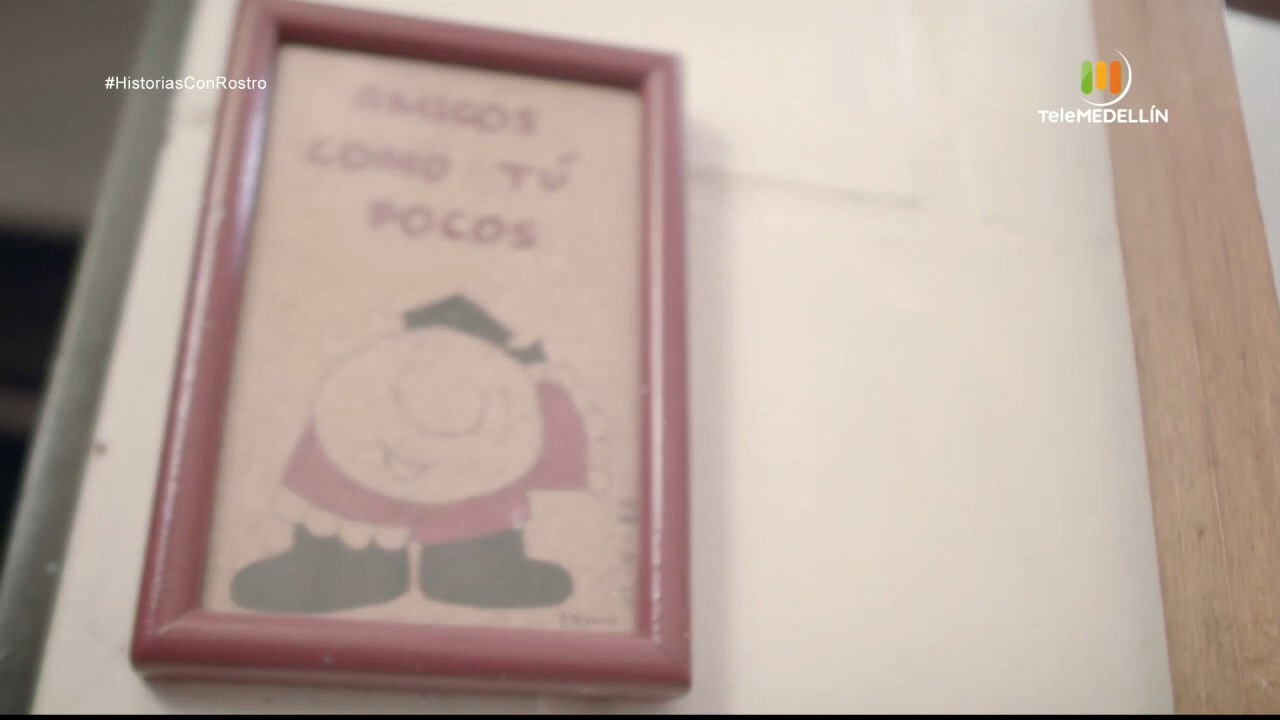 #HistoriasConRostro
TeleMEDELLÍN
AMIGOS
COMO TÚ
POCOS